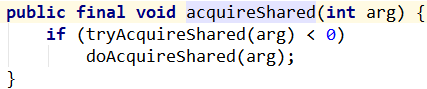 public final void acquireShared(int arg) {
    if (tryAcquireShared(arg) < 0)
        doAcquireShared(arg);
}